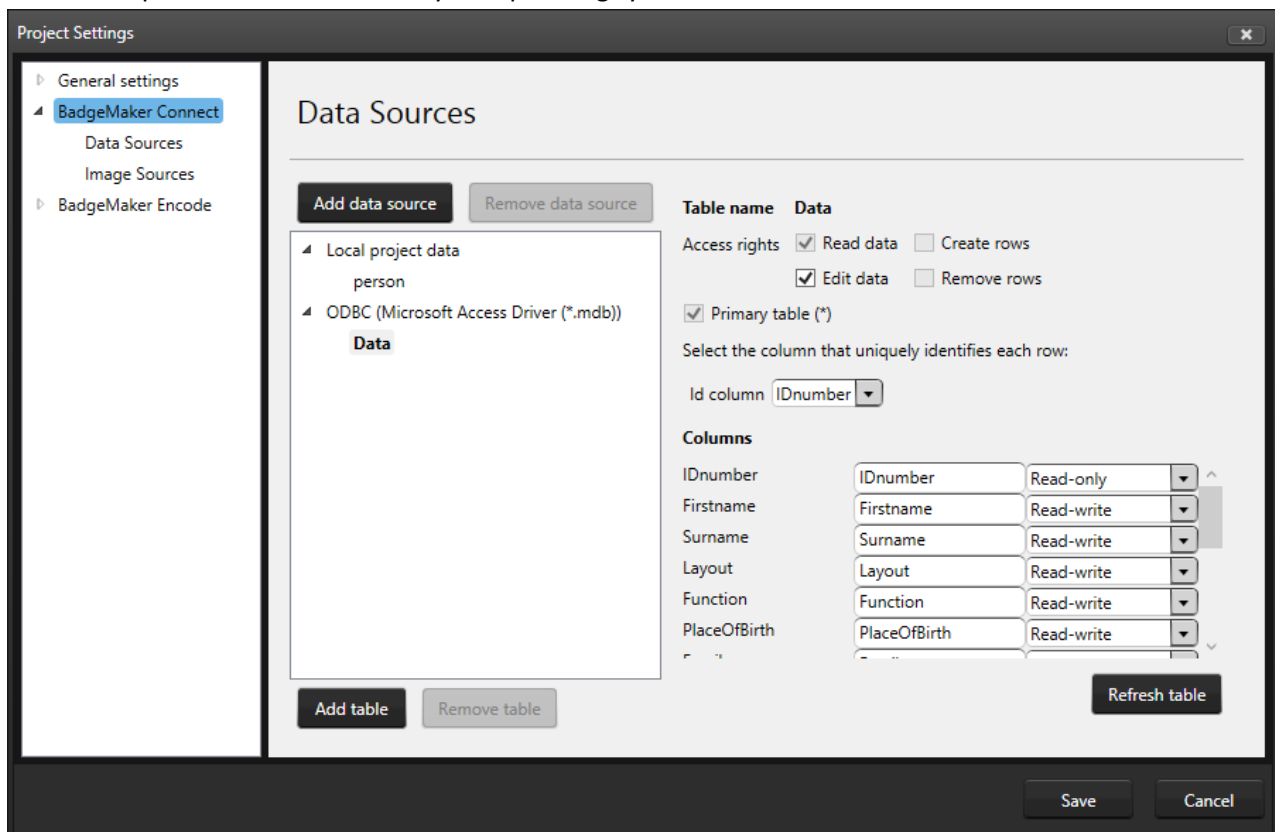 Project Settings
General settings
BadgeMaker Connect
Data Sources
Image Sources
BadgeMaker Encode
Data Sources
Add data source Remove data source
Local project data
person
ODBC (Microsoft Access Driver (*.mdb))
Data
Add table Remove table
Table name Data
Access rights Read data Create rows
Edit data Remove rows
Primary table (*)
Select the column that uniquely identifies each row:
Id column IDnumber
Columns
IDnumber IDnumber Read-only
Firstname Firstname Read-write
Surname Surname Read-write
Layout Layout Read-write
Function Function Read-write
PlaceOfBirth PlaceOfBirth Read-write
Refresh table
Save Cancel